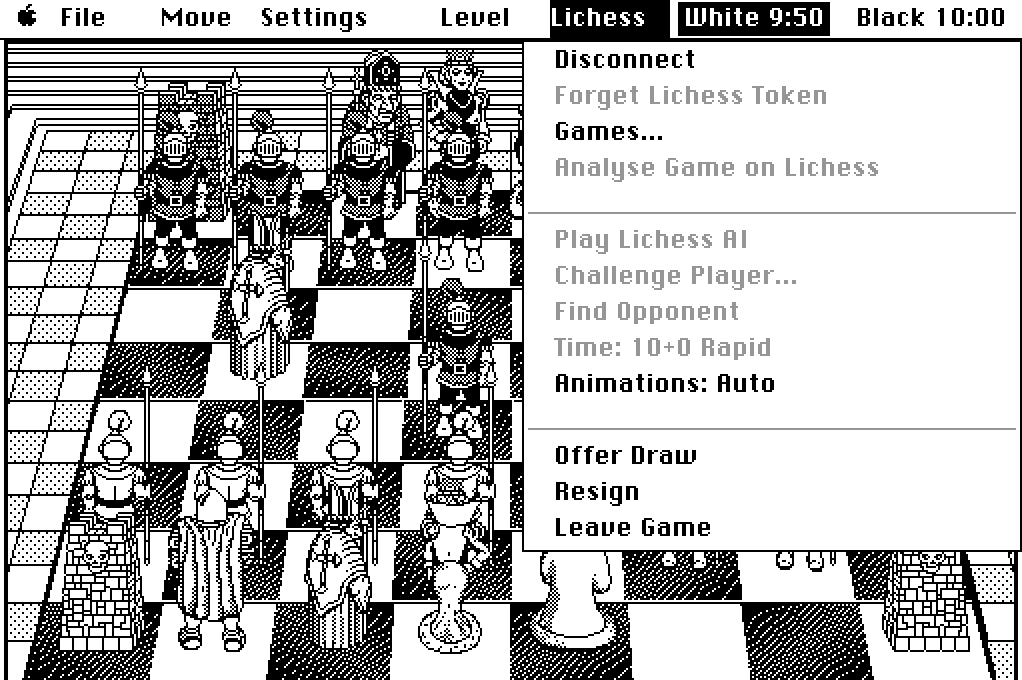 File Move Settings Level Lichess White 9:50 Black 10:00
Disconnect
Forget Lichess Token
Games...
Analyse Game on Lichess
Play Lichess AI
Challenge Player...
Find Opponent
Time: 10+0 Rapid
Animations: Auto
Offer Draw
Resign
Leave Game